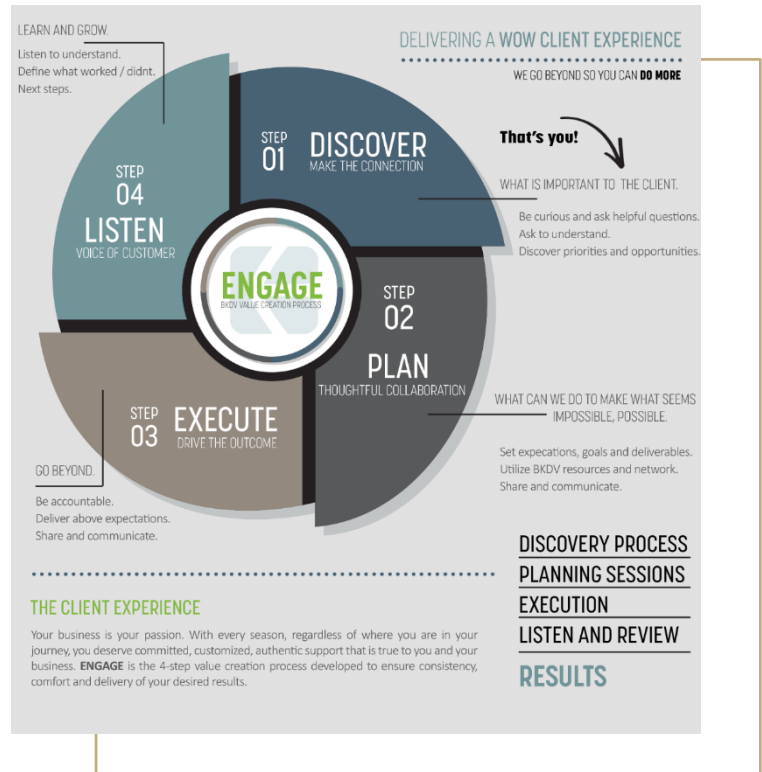 LEARN AND GROW.
Listen to understand.
Define what worked / didnt.
Next steps.
DELIVERING A WOW CLIENT EXPERIENCE
WE GO BEYOND SO YOU CAN DO MORE
That's you!
WHAT IS IMPORTANT TO THE CLIENT.
Be curious and ask helpful questions.
Ask to understand.
Discover priorities and opportunities.
STEP
01
DISCOVER
MAKE THE CONNECTION
STEP
04
LISTEN
VOICE OF CUSTOMER
ENGAGE
BKDV VALUE CREATION PROCESS
STEP
02
PLAN
THOUGHTFUL COLLABORATION
STEP
03
EXECUTE
DRIVE THE OUTCOME
WHAT CAN WE DO TO MAKE WHAT SEEMS
IMPOSSIBLE, POSSIBLE.
Set expecations, goals and deliverables.
Utilize BKDV resources and network.
Share and communicate.
GO BEYOND.
Be accountable.
Deliver above expectations.
Share and communicate.
DISCOVERY PROCESS
PLANNING SESSIONS
EXECUTION
LISTEN AND REVIEW
RESULTS
THE CLIENT EXPERIENCE
Your business is your passion. With every season, regardless of where you are in your
journey, you deserve committed, customized, authentic support that is true to you and your
business. ENGAGE is the 4-step value creation process developed to ensure consistency,
comfort and delivery of your desired results.